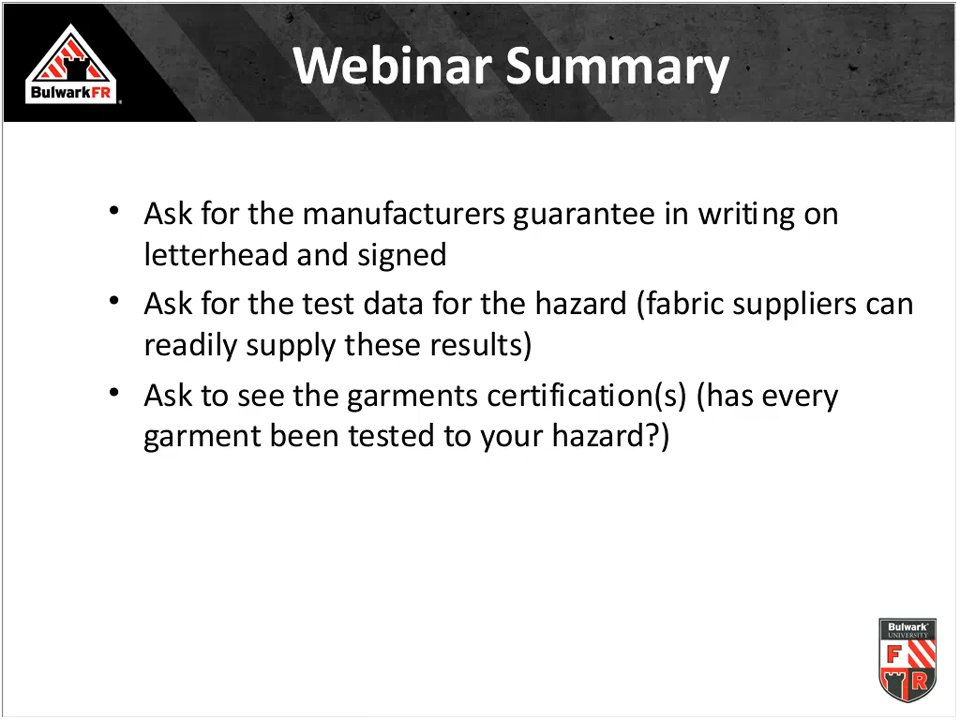 Webinar Summary
BulwarkFR
• Ask for the manufacturers guarantee in writing on
letterhead and signed
• Ask for the test data for the hazard (fabric suppliers can
readily supply these results)
• Ask to see the garments certification(s) (has every
garment been tested to your hazard?)
Bulwark®
UNIVERSITY
F
R